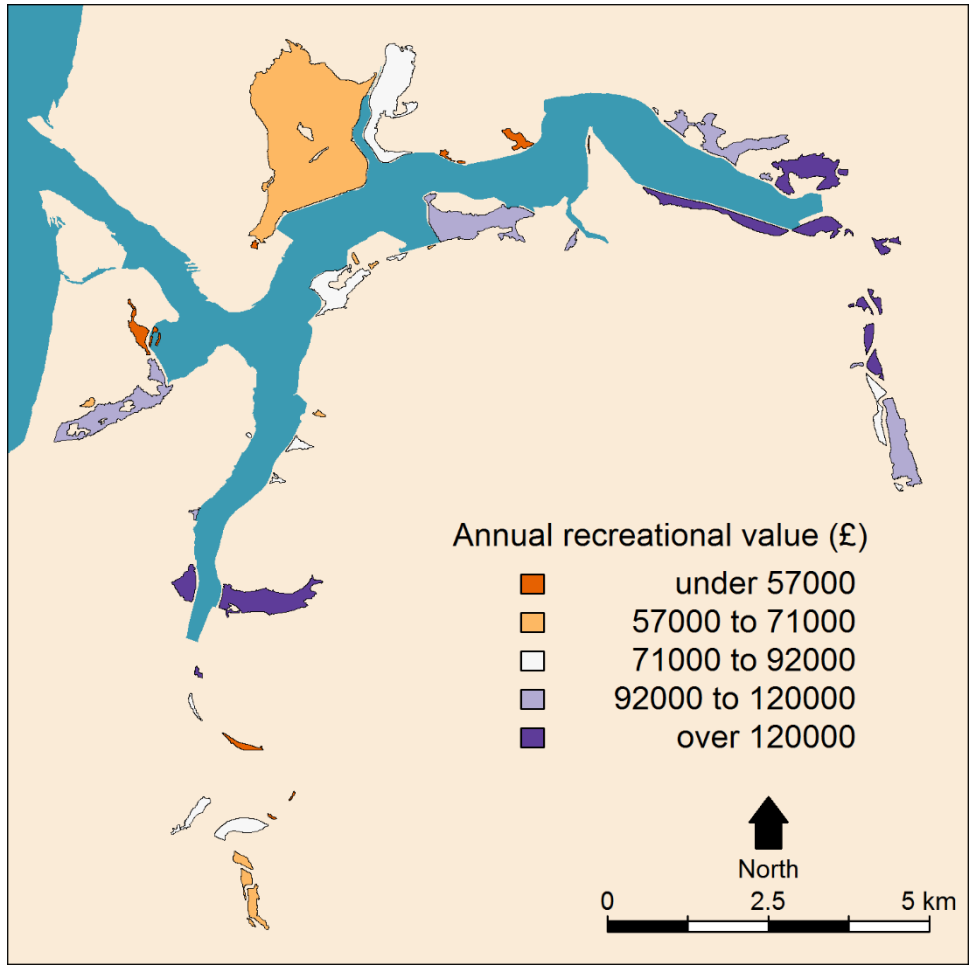 Annual recreational value (£)
under 57000
57000 to 71000
71000 to 92000
92000 to 120000
over 120000
North
0 2.5 5 km